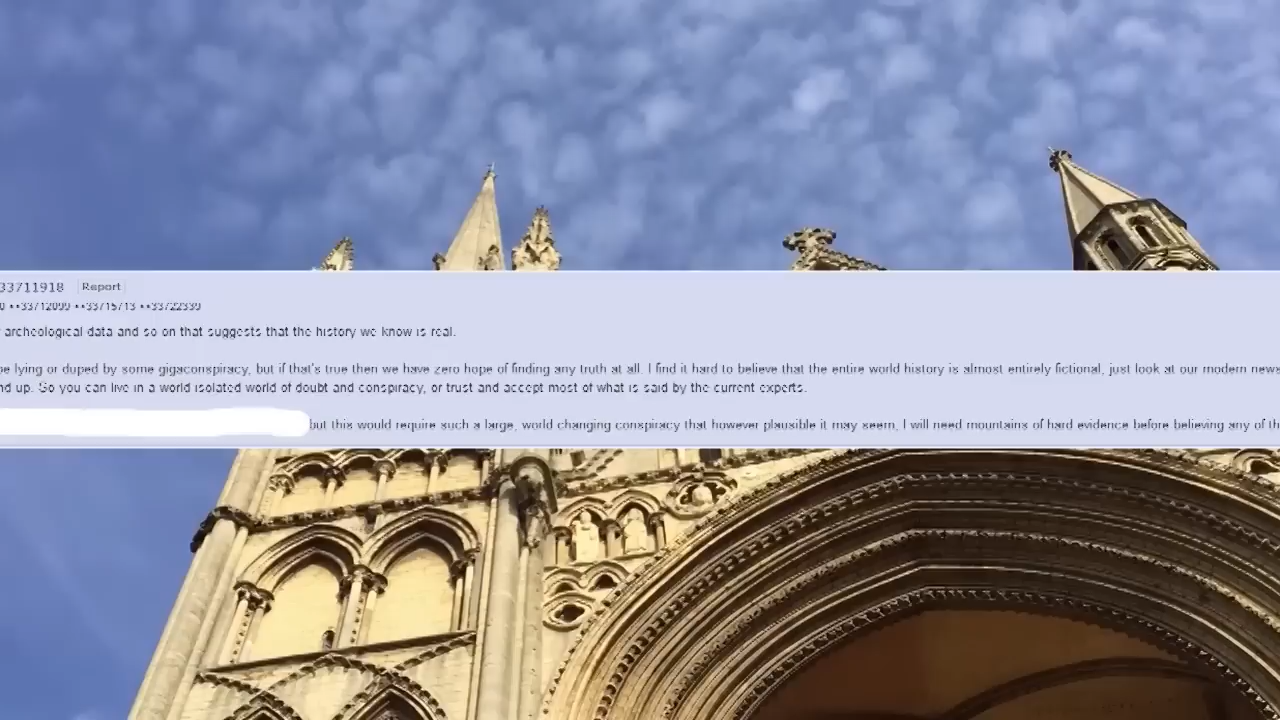 33711918 Report
0 ••33712099 ••33715713 ••33722339
archeological data and so on that suggests that the history we know is real.
be lying or duped by some gigaconspiracy, but if that's true then we have zero hope of finding any truth at all. I find it hard to believe that the entire world history is almost entirely fictional, just look at our modern news
nd up. So you can live in a world isolated world of doubt and conspiracy, or trust and accept most of what is said by the current experts.
but this would require such a large, world changing conspiracy that however plausible it may seem, I will need mountains of hard evidence before believing any of th